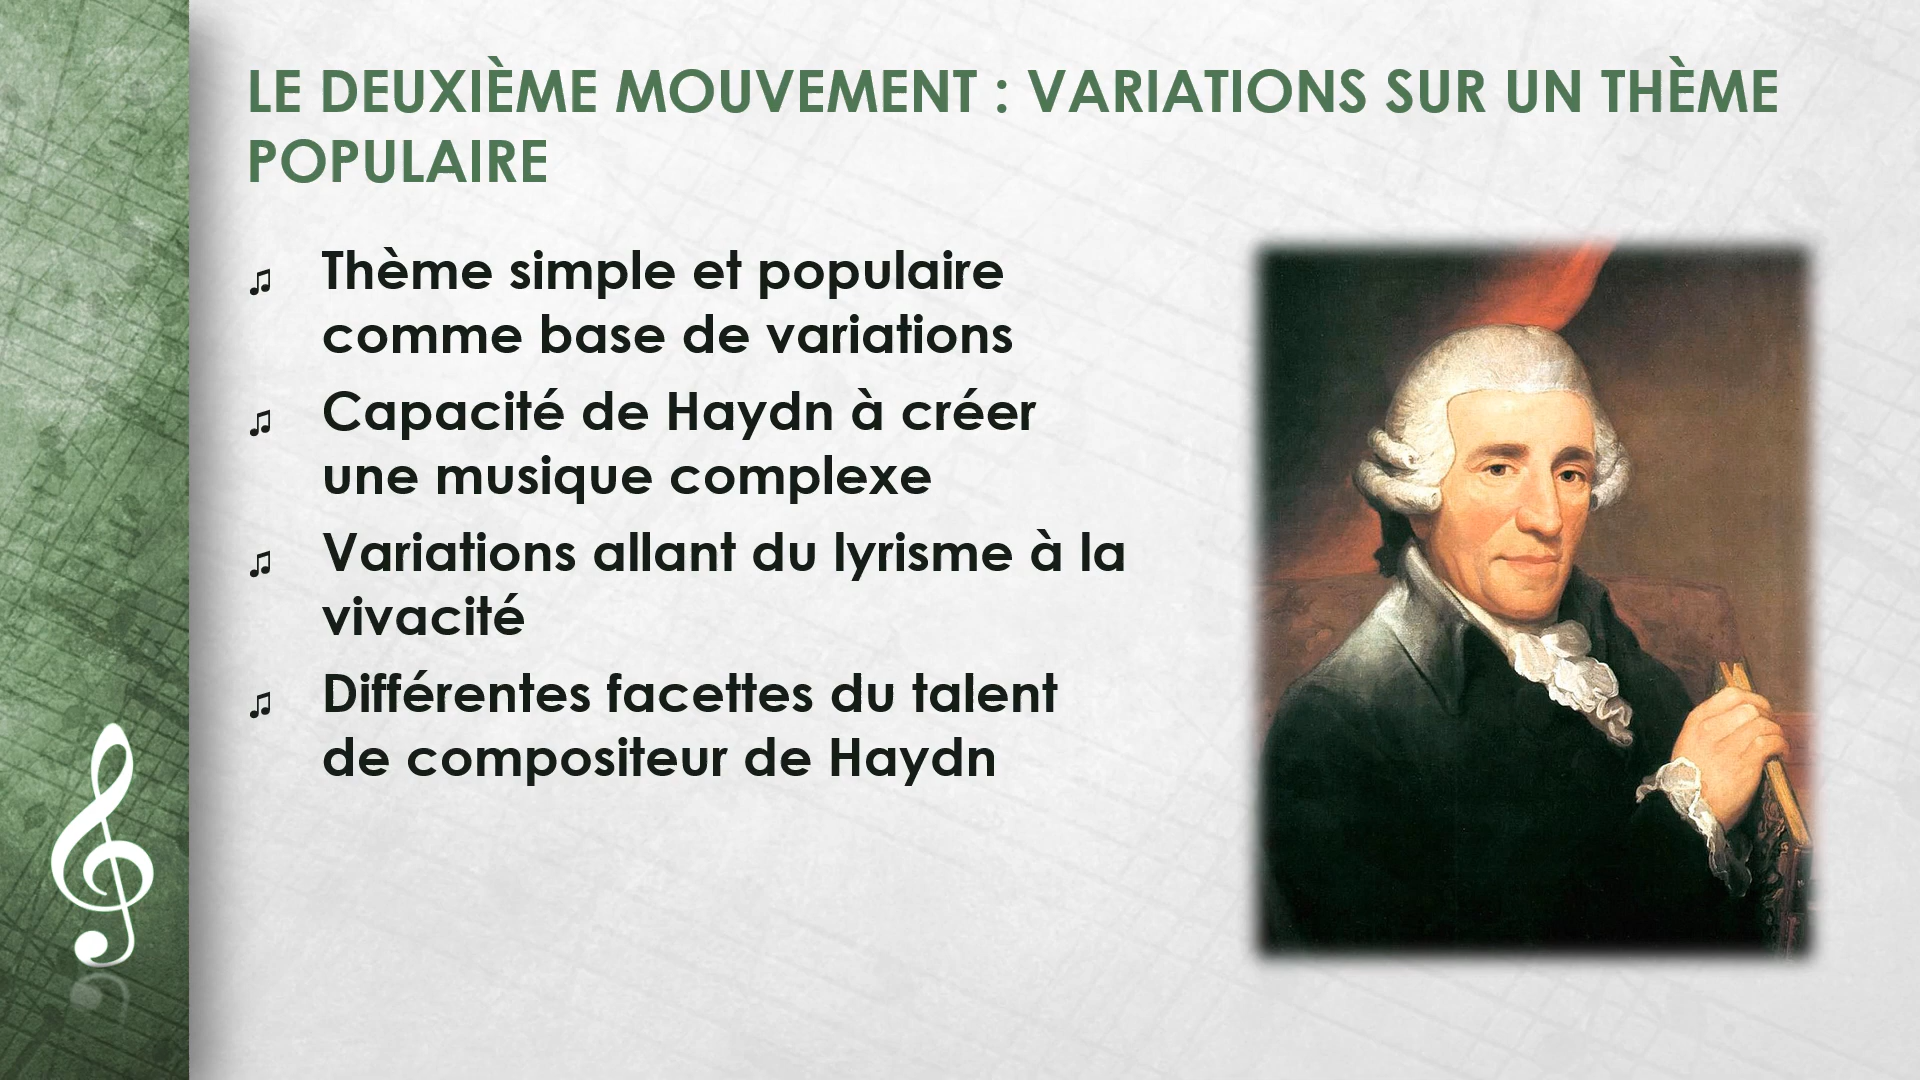 LE DEUXIÈME MOUVEMENT : VARIATIONS SUR UN THÈME
POPULAIRE
♫ Thème simple et populaire
comme base de variations
♫ Capacité de Haydn à créer
une musique complexe
♫ Variations allant du lyrisme à la
vivacité
♫ Différentes facettes du talent
de compositeur de Haydn